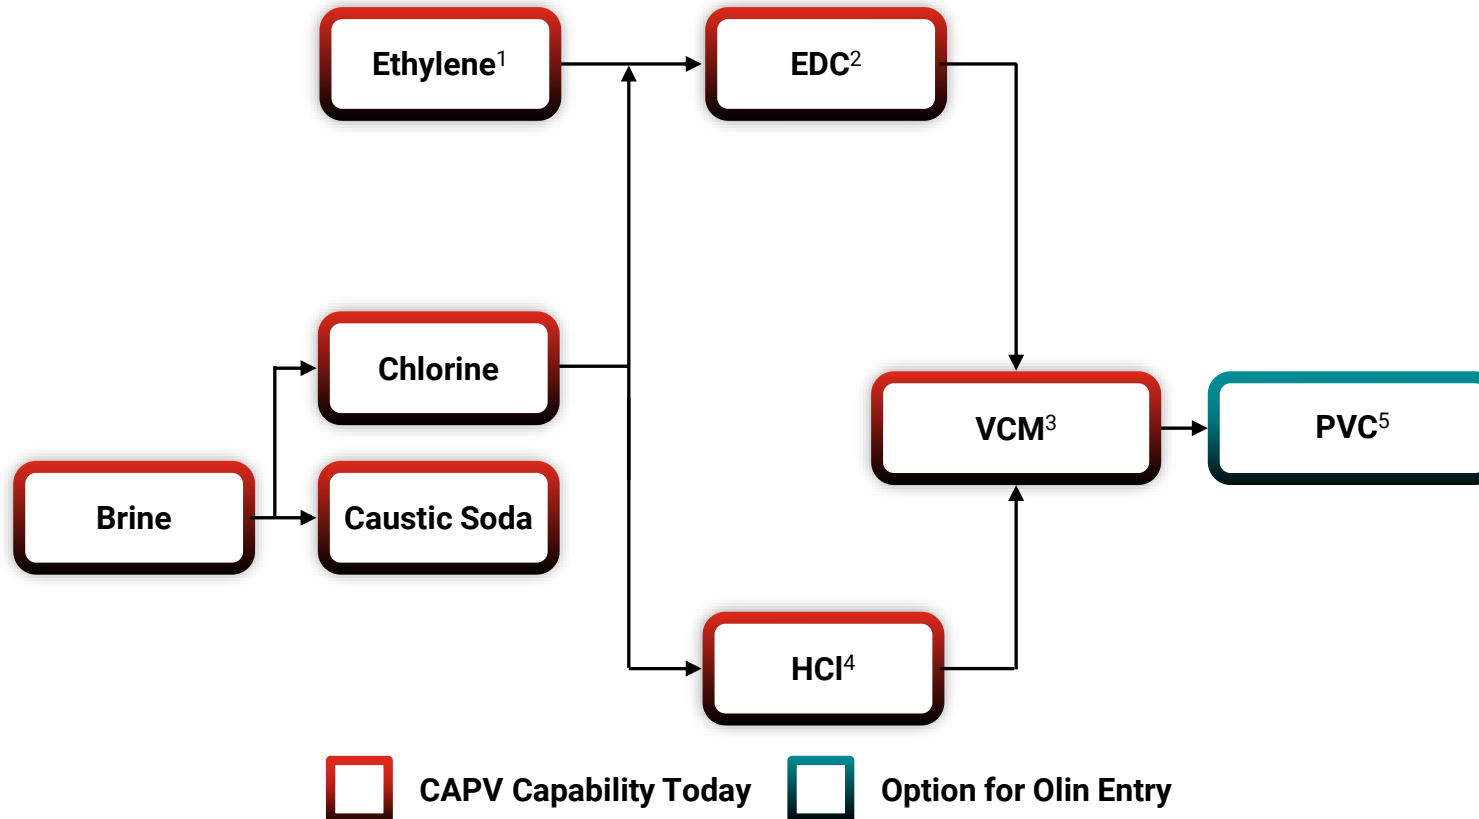 Ethylene¹
EDC²
Chlorine
VCM³
PVC⁵
Brine
Caustic Soda
HCl⁴
CAPV Capability Today
Option for Olin Entry